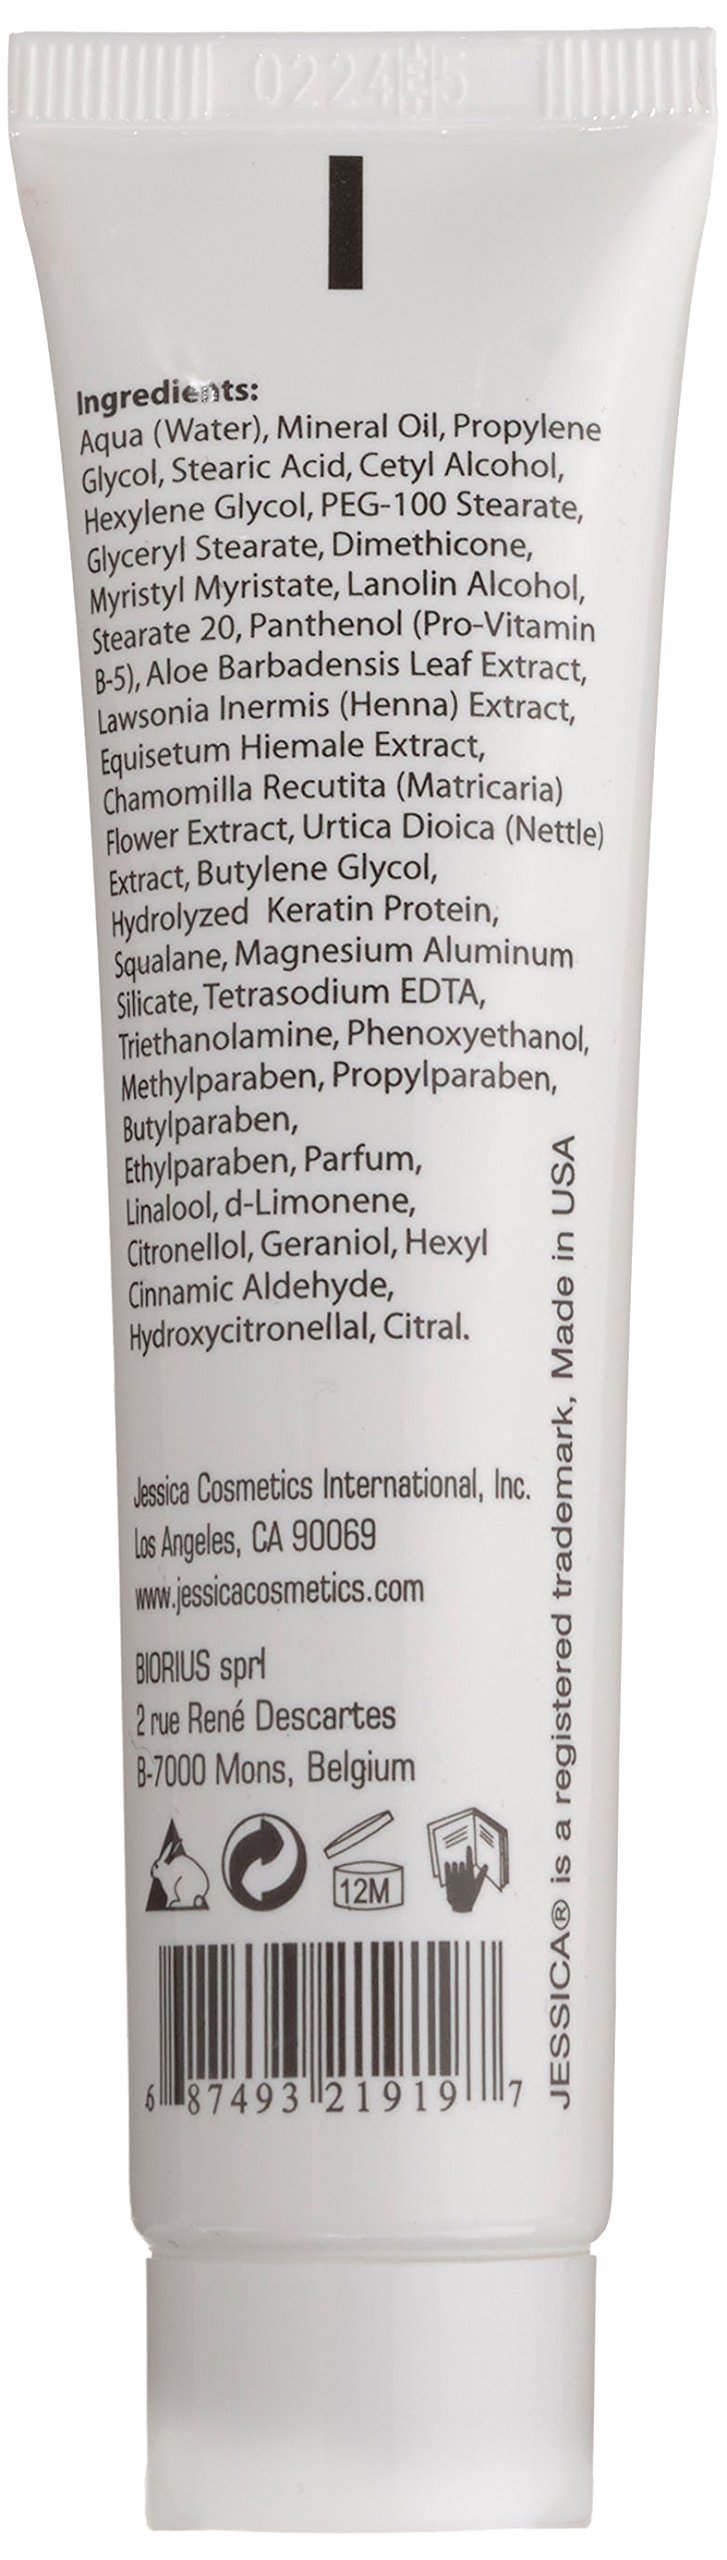 Ingredients:
Aqua (Water), Mineral Oil, Propylene
Glycol, Stearic Acid, Cetyl Alcohol,
Hexylene Glycol, PEG-100 Stearate,
Glyceryl Stearate, Dimethicone,
Myristyl Myristate, Lanolin Alcohol,
Stearate 20, Panthenol (Pro-Vitamin
B-5), Aloe Barbadensis Leaf Extract,
Lawsonia Inermis (Henna) Extract,
Equisetum Hiemale Extract,
Chamomilla Recutita (Matricaria)
Flower Extract, Urtica Dioica (Nettle)
Extract, Butylene Glycol,
Hydrolyzed Keratin Protein,
Squalane, Magnesium Aluminum
Silicate, Tetrasodium EDTA,
Triethanolamine, Phenoxyethanol,
Methylparaben, Propylparaben,
Butylparaben,
Ethylparaben, Parfum,
Linalool, d-Limonene,
Citronellol, Geraniol, Hexyl
Cinnamic Aldehyde,
Hydroxycitronellal, Citral.
Jessica Cosmetics International, Inc.
Los Angeles, CA 90069
www.jessicacosmetics.com
BIORIUS sprl
2 rue René Descartes
B-7000 Mons, Belgium
12M
6 87493 21919 7
JESSICA® is a registered trademark, Made in USA